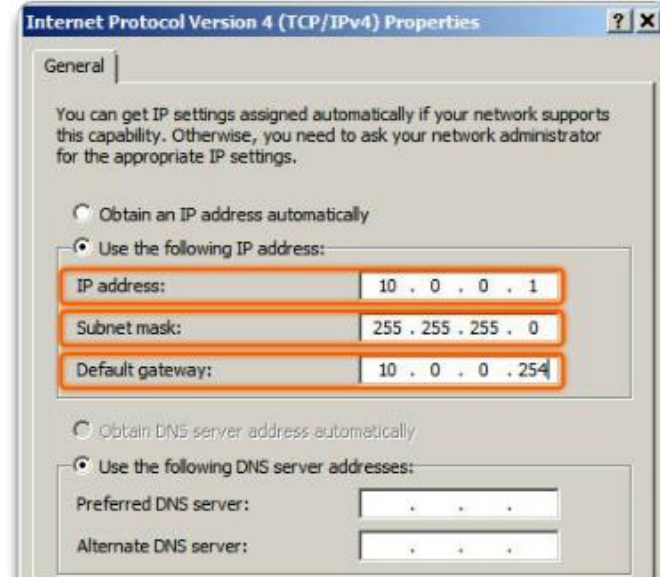 Internet Protocol Version 4 (TCP/IPv4) Properties ? X
General
You can get IP settings assigned automatically if your network supports
this capability. Otherwise, you need to ask your network administrator
for the appropriate IP settings.
Obtain an IP address automatically
Use the following IP address:
IP address: 10 . 0 . 0 . 1
Subnet mask: 255 . 255 . 255 . 0
Default gateway: 10 . 0 . 0 . 254
Obtain DNS server address automatically
Use the following DNS server addresses:
Preferred DNS server: . . .
Alternate DNS server: . . .